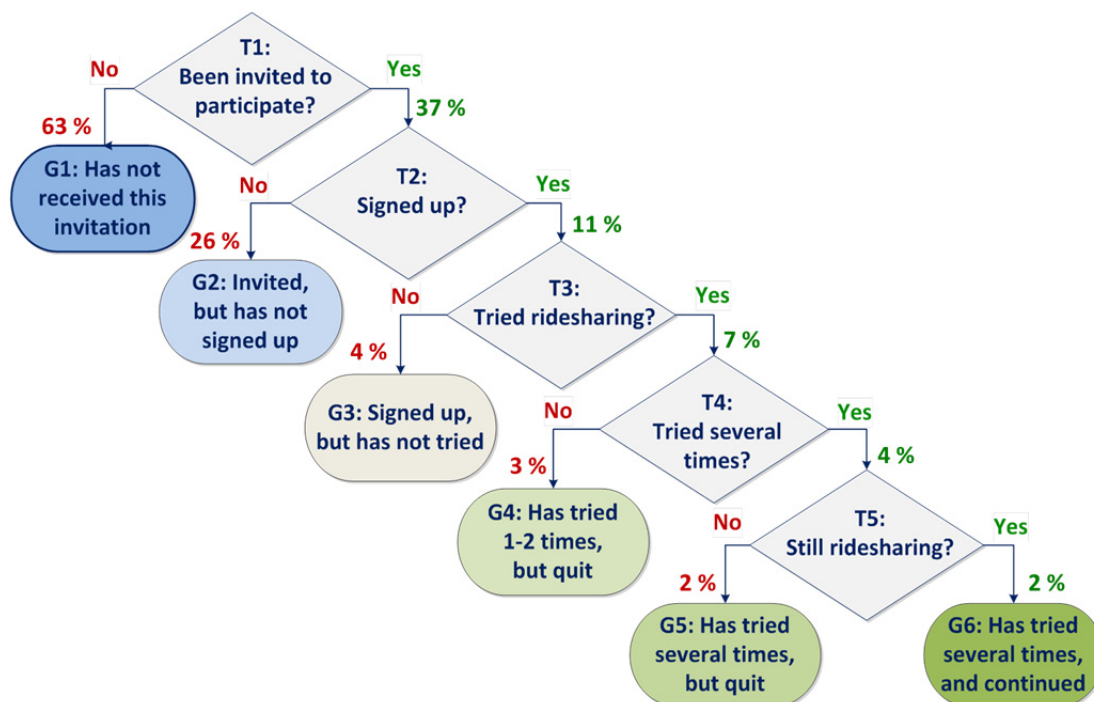 T1:
Been invited to
participate?
No
Yes
63 %
37 %
G1: Has not
received this
invitation
T2:
Signed up?
No
Yes
26 %
11 %
G2: Invited,
but has not
signed up
T3:
Tried ridesharing?
No
Yes
4 %
7 %
G3: Signed up,
but has not tried
T4:
Tried several
times?
No
Yes
3 %
4 %
G4: Has tried
1-2 times,
but quit
T5:
Still ridesharing?
No
Yes
2 %
2 %
G5: Has tried
several times,
but quit
G6: Has tried
several times,
and continued